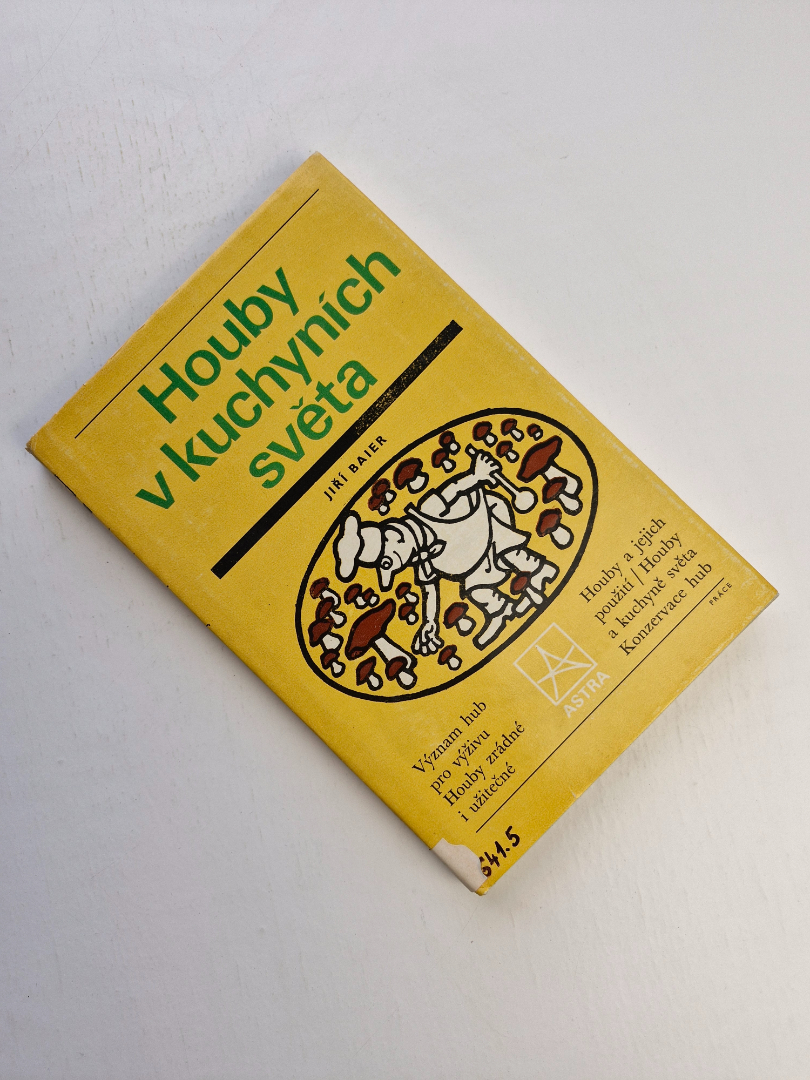 Houby
v kuchyních
světa
JIŘÍ BAIER
Význam hub
pro výživu
Houby zrádné
i užitečné
ASTRA
Houby a jejich
použití / Houby
a kuchyně světa
Konzervace hub
PRÁCE
641.5